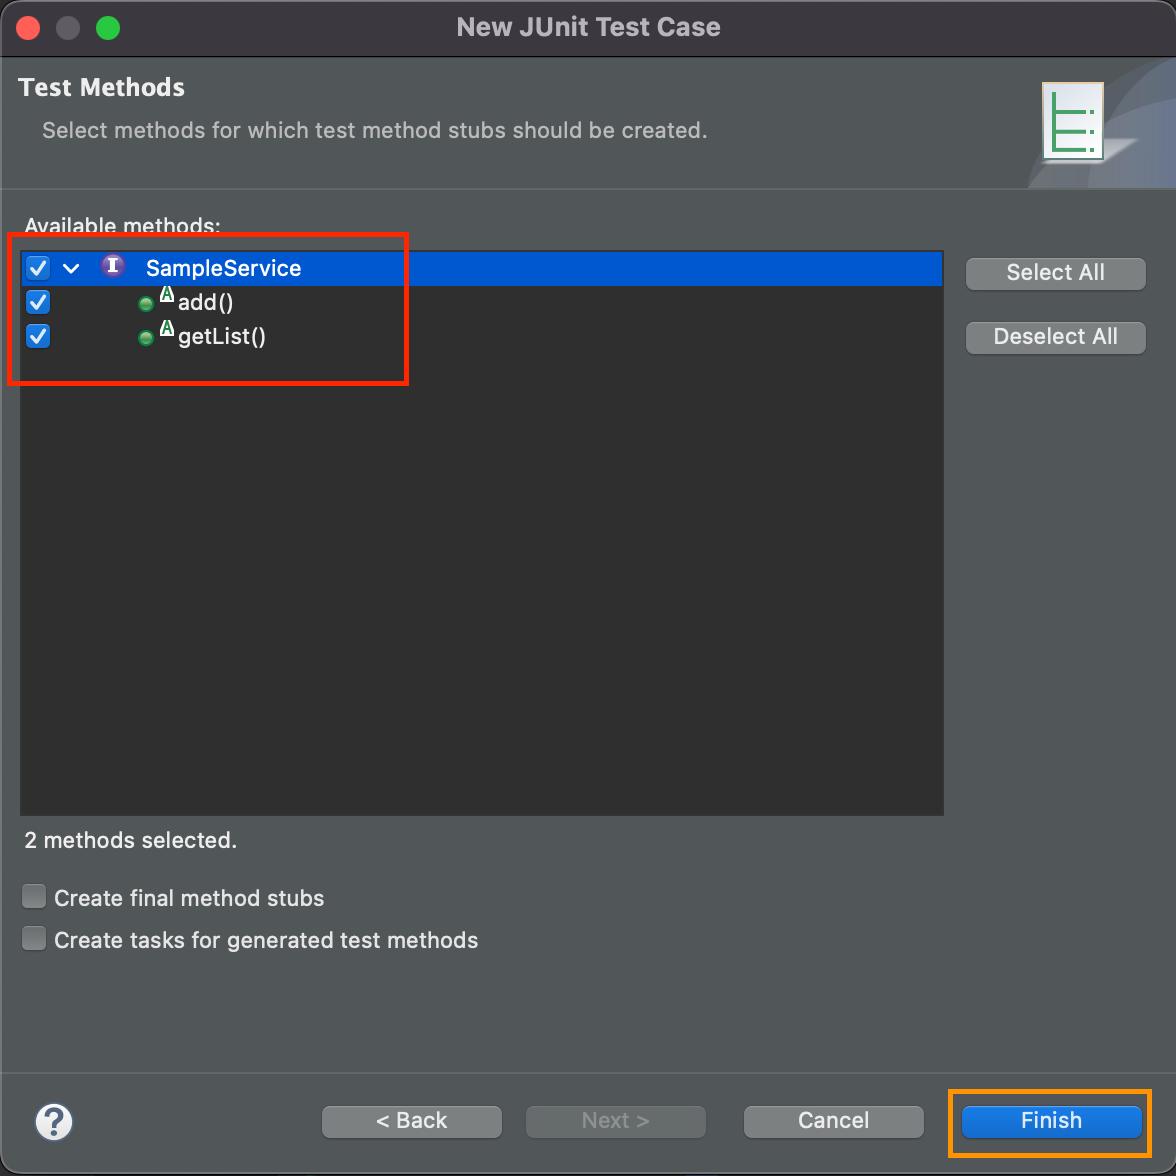 New JUnit Test Case
Test Methods
Select methods for which test method stubs should be created.
Available methods:
I SampleService
A add()
A getList()
Select All
Deselect All
2 methods selected.
Create final method stubs
Create tasks for generated test methods
?
< Back
Next >
Cancel
Finish